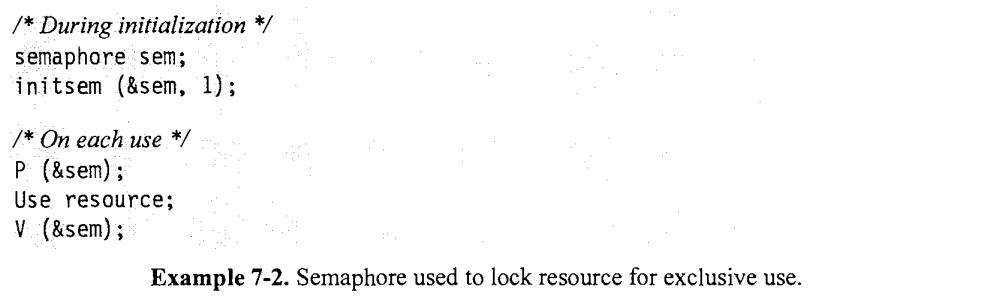 /* During initialization */
semaphore sem;
initsem (&sem, 1);
/* On each use */
P (&sem);
Use resource;
V (&sem);
Example 7-2. Semaphore used to lock resource for exclusive use.